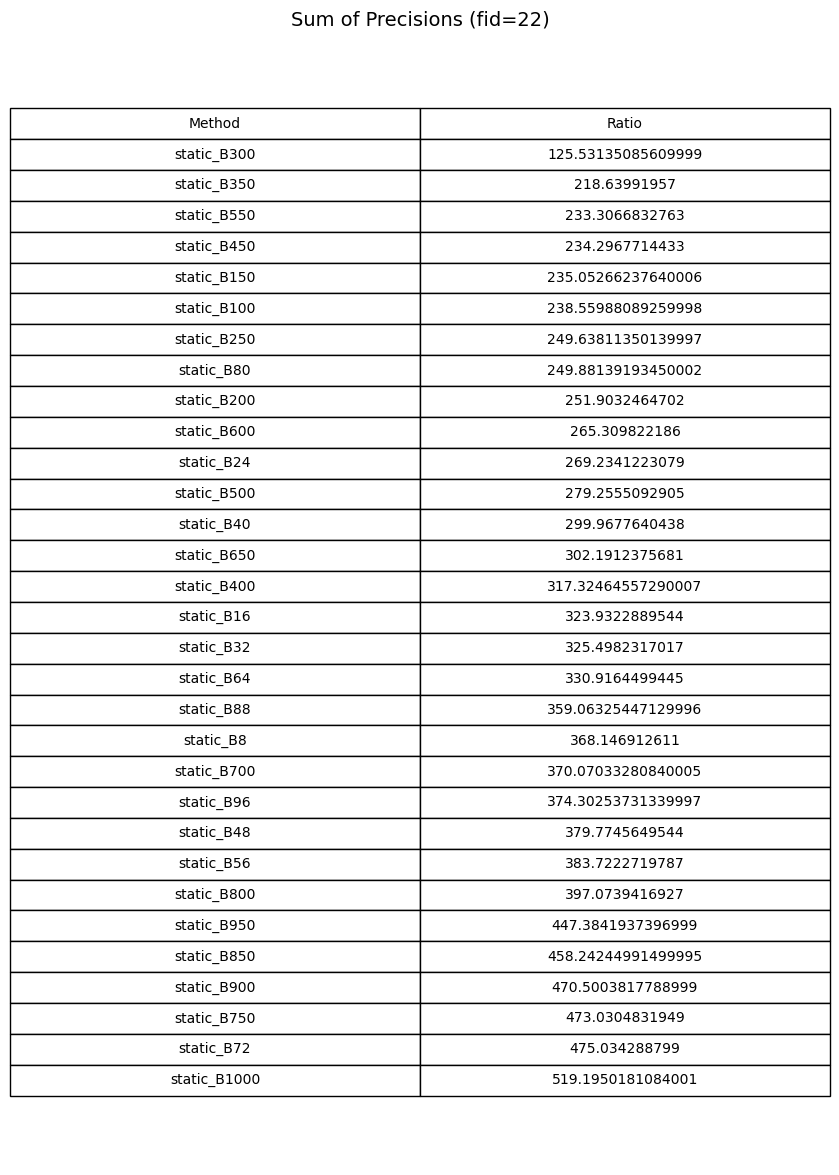 Sum of Precisions (fid=22)
Method Ratio
static_B300 125.53135085609999
static_B350 218.63991957
static_B550 233.3066832763
static_B450 234.2967714433
static_B150 235.05266237640006
static_B100 238.55988089259998
static_B250 249.63811350139997
static_B80 249.88139193450002
static_B200 251.9032464702
static_B600 265.309822186
static_B24 269.2341223079
static_B500 279.2555092905
static_B40 299.9677640438
static_B650 302.1912375681
static_B400 317.32464557290007
static_B16 323.9322889544
static_B32 325.4982317017
static_B64 330.9164499445
static_B88 359.06325447129996
static_B8 368.146912611
static_B700 370.07033280840005
static_B96 374.30253731339997
static_B48 379.7745649544
static_B56 383.7222719787
static_B800 397.0739416927
static_B950 447.3841937396999
static_B850 458.24244991499995
static_B900 470.5003817788999
static_B750 473.0304831949
static_B72 475.034288799
static_B1000 519.1950181084001